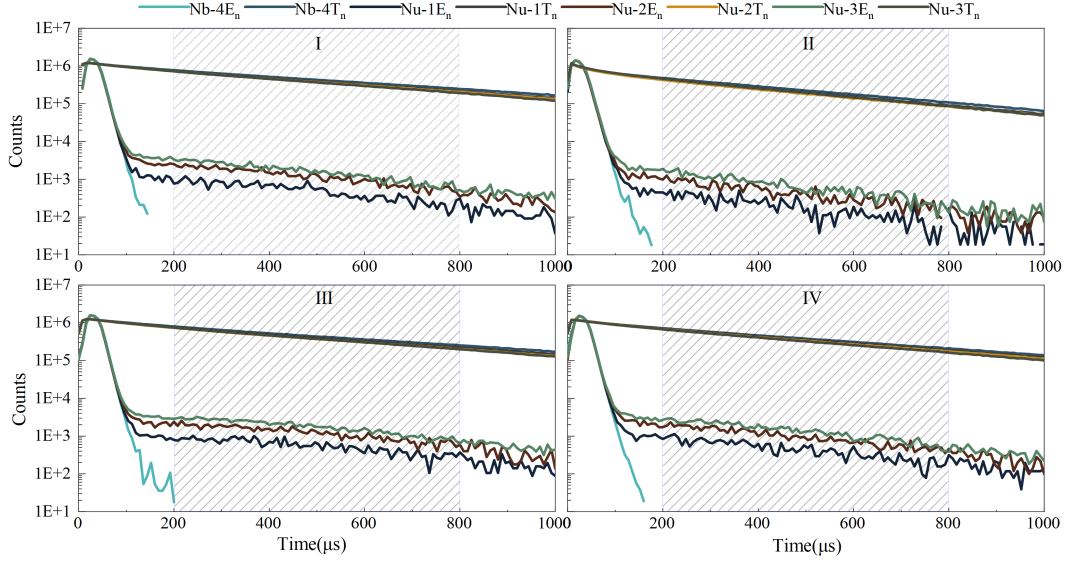 Nb-4Eₙ Nb-4Tₙ Nu-1Eₙ Nu-1Tₙ Nu-2Eₙ Nu-2Tₙ Nu-3Eₙ Nu-3Tₙ
I
1E+7
1E+6
1E+5
1E+4
1E+3
1E+2
1E+1
Counts
0 200 400 600 800 1000
II
0 200 400 600 800 1000
III
1E+7
1E+6
1E+5
1E+4
1E+3
1E+2
1E+1
Counts
0 200 400 600 800 1000
Time(μs)
IV
0 200 400 600 800 1000
Time(μs)